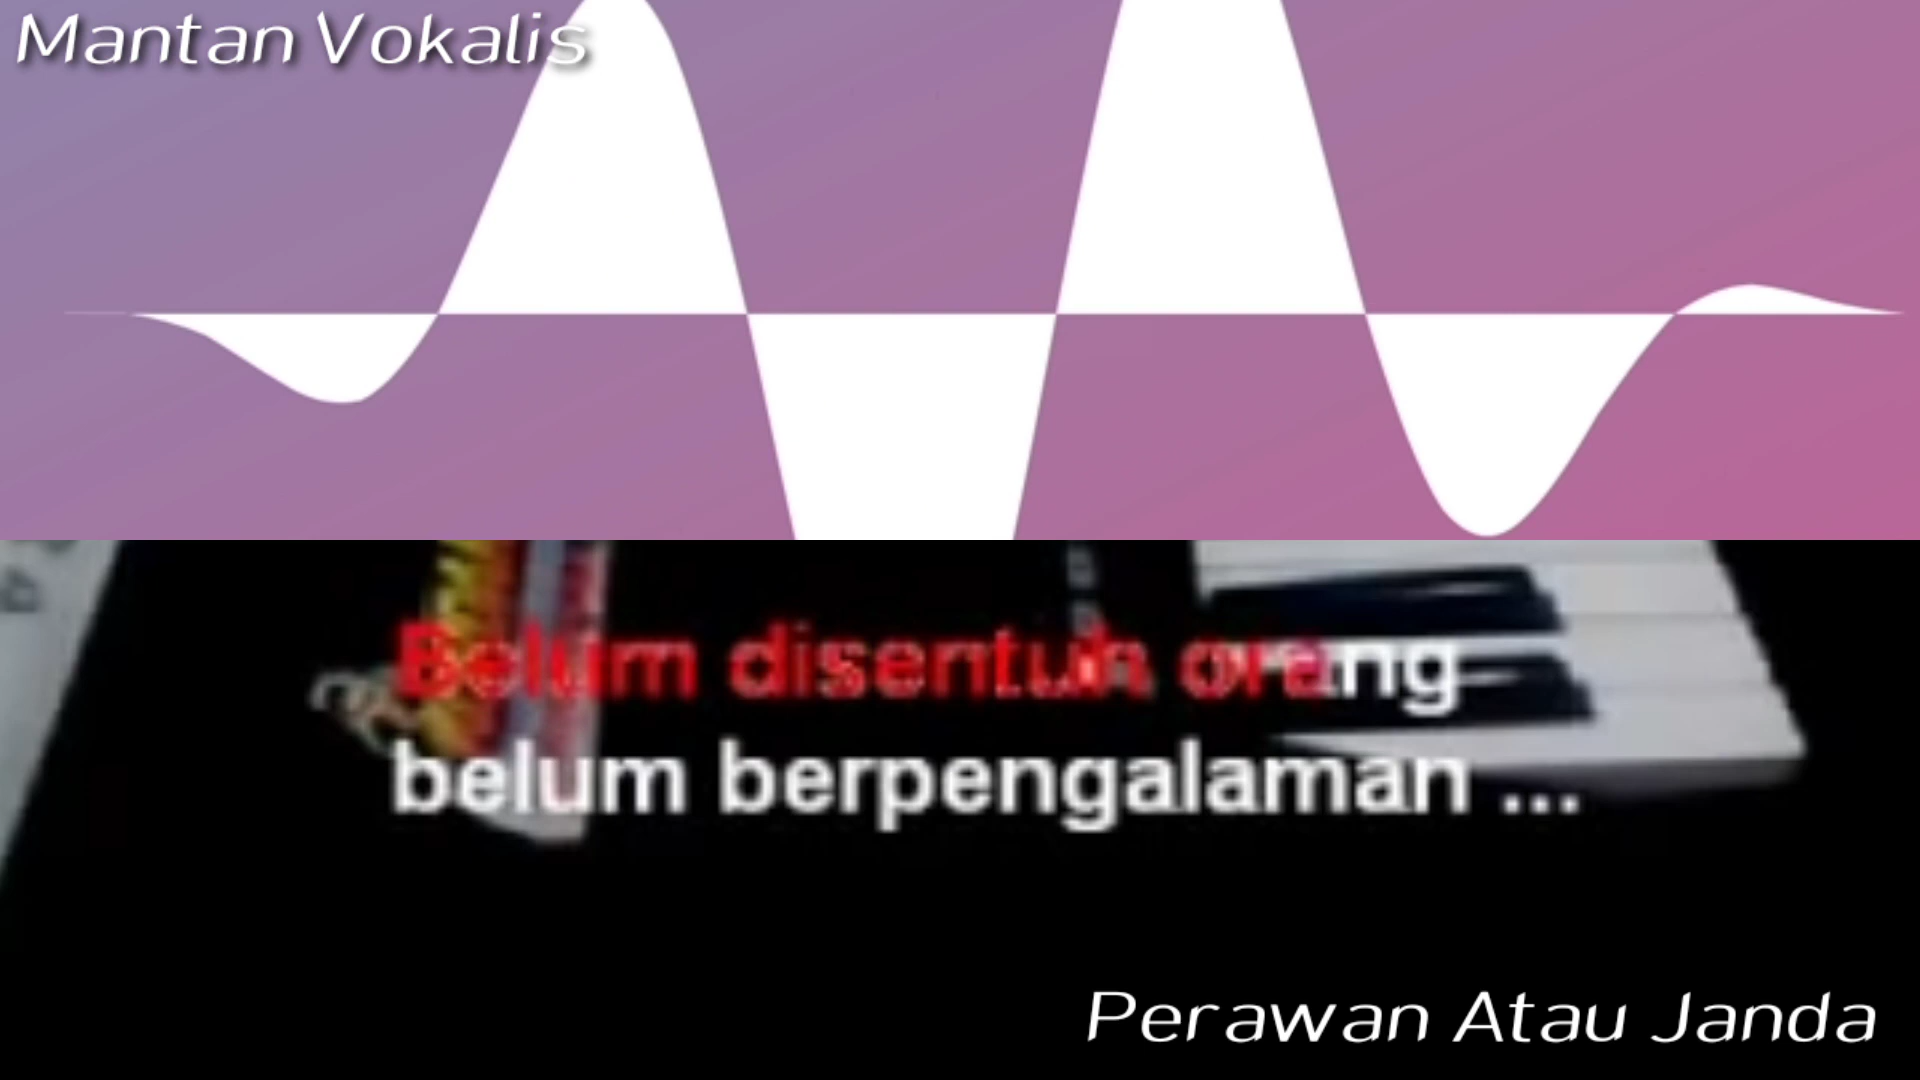 Mantan Vokalis
Belum disentuh orang
belum berpengalaman ...
Perawan Atau Janda